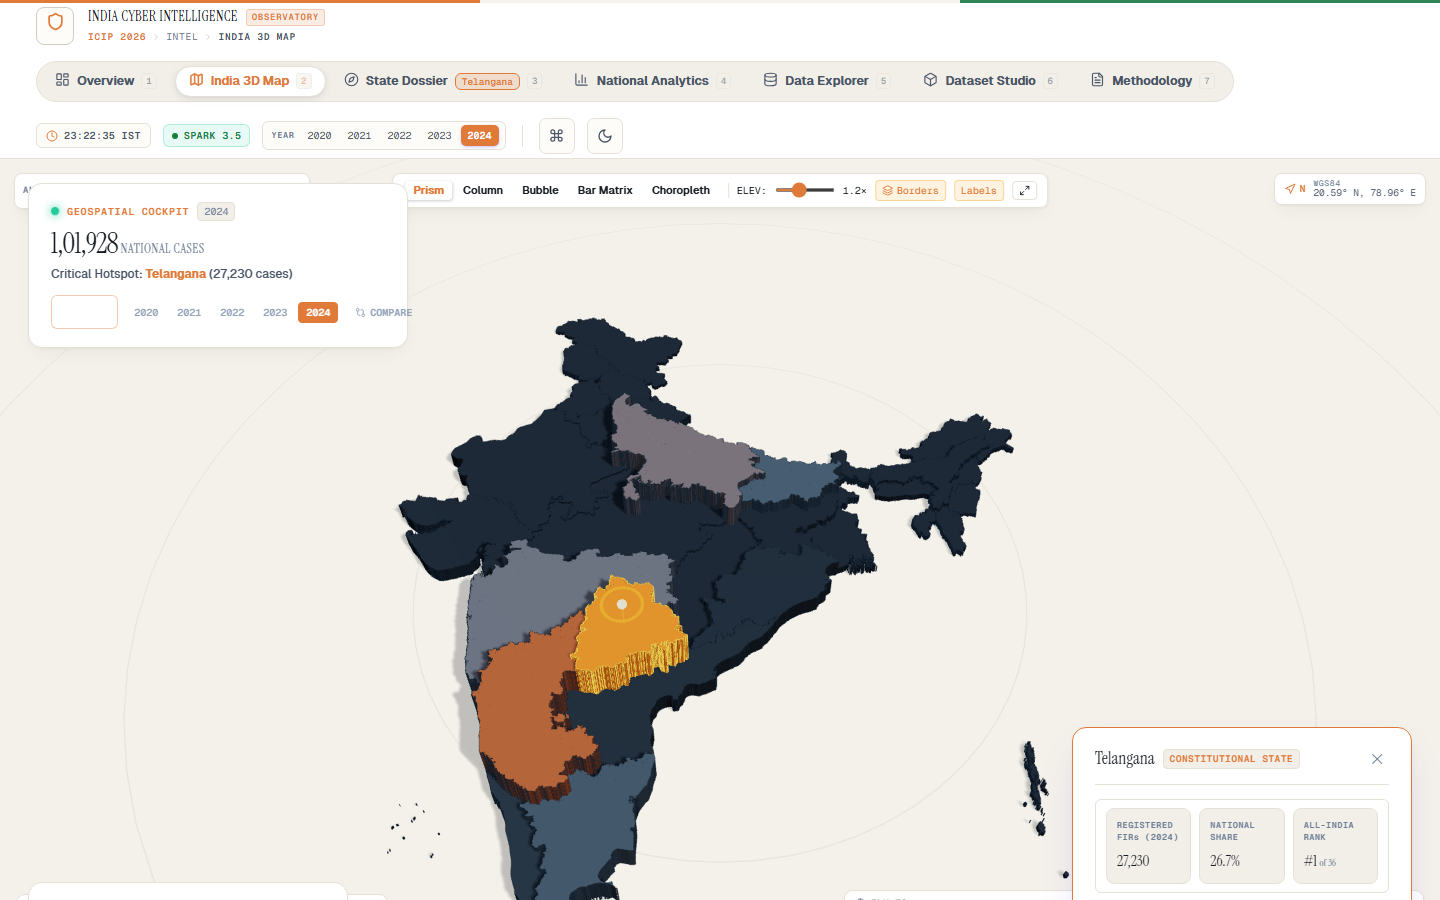 INDIA CYBER INTELLIGENCE OBSERVATORY
ICIP 2026 › INTEL › INDIA 3D MAP
Overview 1 India 3D Map 2 State Dossier Telangana 3 National Analytics 4 Data Explorer 5 Dataset Studio 6 Methodology 7
23:22:35 IST SPARK 3.5 YEAR 2020 2021 2022 2023 2024
Prism Column Bubble Bar Matrix Choropleth ELEV: 1.2× Borders Labels
N WGS84
20.59° N, 78.96° E
GEOSPATIAL COCKPIT 2024
1,01,928 NATIONAL CASES
Critical Hotspot: Telangana (27,230 cases)
2020 2021 2022 2023 2024 COMPARE
Telangana CONSTITUTIONAL STATE
REGISTERED FIRs (2024)
27,230
NATIONAL SHARE
26.7%
ALL-INDIA RANK
#1 of 36